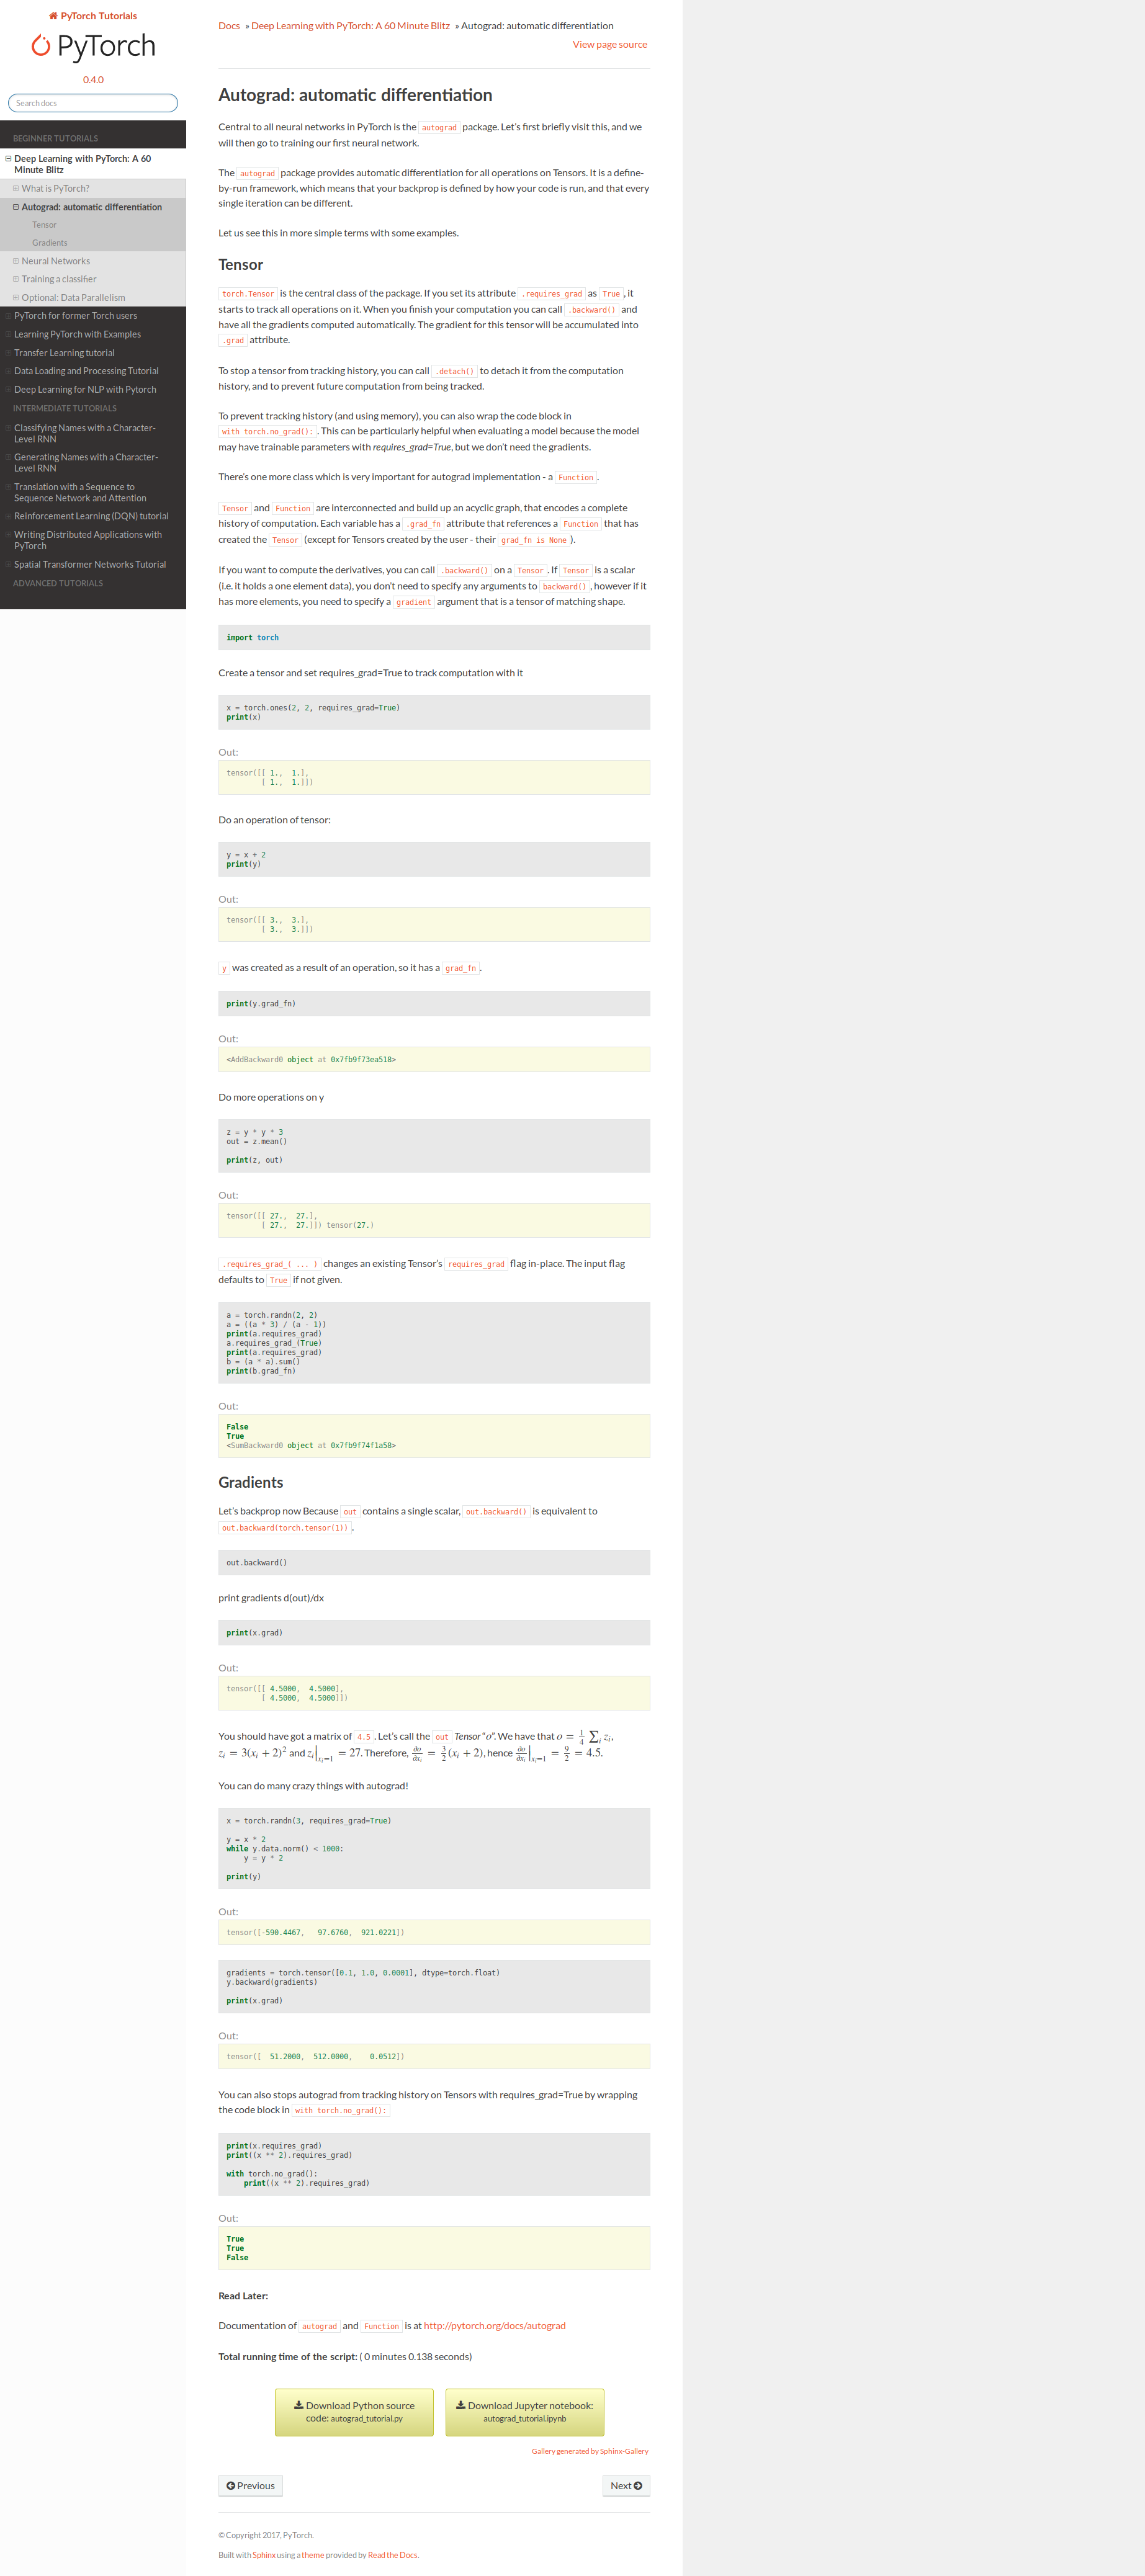 PyTorch Tutorials
PyTorch
0.4.0
Search docs
BEGINNER TUTORIALS
Deep Learning with PyTorch: A 60
Minute Blitz
What is PyTorch?
Autograd: automatic differentiation
Tensor
Gradients
Neural Networks
Training a classifier
Optional: Data Parallelism
PyTorch for former Torch users
Learning PyTorch with Examples
Transfer Learning tutorial
Data Loading and Processing Tutorial
Deep Learning for NLP with Pytorch
INTERMEDIATE TUTORIALS
Classifying Names with a Character-
Level RNN
Generating Names with a Character-
Level RNN
Translation with a Sequence to
Sequence Network and Attention
Reinforcement Learning (DQN) tutorial
Writing Distributed Applications with
PyTorch
Spatial Transformer Networks Tutorial
ADVANCED TUTORIALS
Docs » Deep Learning with PyTorch: A 60 Minute Blitz » Autograd: automatic differentiation
View page source
Autograd: automatic differentiation
Central to all neural networks in PyTorch is the autograd package. Let’s first briefly visit this, and we
will then go to training our first neural network.
The autograd package provides automatic differentiation for all operations on Tensors. It is a define-
by-run framework, which means that your backprop is defined by how your code is run, and that every
single iteration can be different.
Let us see this in more simple terms with some examples.
Tensor
torch.Tensor is the central class of the package. If you set its attribute .requires_grad as True, it
starts to track all operations on it. When you finish your computation you can call .backward() and
have all the gradients computed automatically. The gradient for this tensor will be accumulated into
.grad attribute.
To stop a tensor from tracking history, you can call .detach() to detach it from the computation
history, and to prevent future computation from being tracked.
To prevent tracking history (and using memory), you can also wrap the code block in
with torch.no_grad(): . This can be particularly helpful when evaluating a model because the model
may have trainable parameters with requires_grad=True, but we don’t need the gradients.
There’s one more class which is very important for autograd implementation - a Function.
Tensor and Function are interconnected and build up an acyclic graph, that encodes a complete
history of computation. Each variable has a .grad_fn attribute that references a Function that has
created the Tensor (except for Tensors created by the user - their grad_fn is None ).
If you want to compute the derivatives, you can call .backward() on a Tensor. If Tensor is a scalar
(i.e. it holds a one element data), you don’t need to specify any arguments to backward() , however if it
has more elements, you need to specify a gradient argument that is a tensor of matching shape.
import torch
Create a tensor and set requires_grad=True to track computation with it
x = torch.ones(2, 2, requires_grad=True)
print(x)
Out:
tensor([[ 1.,  1.],
        [ 1.,  1.]])
Do an operation of tensor:
y = x + 2
print(y)
Out:
tensor([[ 3.,  3.],
        [ 3.,  3.]])
y was created as a result of an operation, so it has a grad_fn.
print(y.grad_fn)
Out:
<AddBackward0 object at 0x7fb9f73ea518>
Do more operations on y
z = y * y * 3
out = z.mean()
print(z, out)
Out:
tensor([[ 27.,  27.],
        [ 27.,  27.]]) tensor(27.)
.requires_grad_( ... ) changes an existing Tensor’s requires_grad flag in-place. The input flag
defaults to True if not given.
a = torch.randn(2, 2)
a = ((a * 3) / (a - 1))
print(a.requires_grad)
a.requires_grad_(True)
print(a.requires_grad)
b = (a * a).sum()
print(b.grad_fn)
Out:
False
True
<SumBackward0 object at 0x7fb9f74f1a58>
Gradients
Let’s backprop now Because out contains a single scalar, out.backward() is equivalent to
out.backward(torch.tensor(1)) .
out.backward()
print gradients d(out)/dx
print(x.grad)
Out:
tensor([[ 4.5000,  4.5000],
        [ 4.5000,  4.5000]])
You should have got a matrix of 4.5 . Let’s call the out Tensor “o”. We have that o = 1/4 ∑ᵢ zᵢ,
zᵢ = 3(xᵢ + 2)² and zᵢ|xᵢ=1 = 27. Therefore, ∂o/∂xᵢ = 3/2(xᵢ + 2), hence ∂o/∂xᵢ|xᵢ=1 = 9/2 = 4.5.
You can do many crazy things with autograd!
x = torch.randn(3, requires_grad=True)
y = x * 2
while y.data.norm() < 1000:
    y = y * 2
print(y)
Out:
tensor([-590.4467,   97.6760,  921.0221])
gradients = torch.tensor([0.1, 1.0, 0.0001], dtype=torch.float)
y.backward(gradients)
print(x.grad)
Out:
tensor([  51.2000,  512.0000,    0.0512])
You can also stops autograd from tracking history on Tensors with requires_grad=True by wrapping
the code block in with torch.no_grad():
print(x.requires_grad)
print((x ** 2).requires_grad)
with torch.no_grad():
    print((x ** 2).requires_grad)
Out:
True
True
False
Read Later:
Documentation of autograd and Function is at http://pytorch.org/docs/autograd
Total running time of the script: ( 0 minutes 0.138 seconds)
Download Python source
code: autograd_tutorial.py
Download Jupyter notebook:
autograd_tutorial.ipynb
Gallery generated by Sphinx-Gallery
Previous
Next
© Copyright 2017, PyTorch.
Built with Sphinx using a theme provided by Read the Docs.